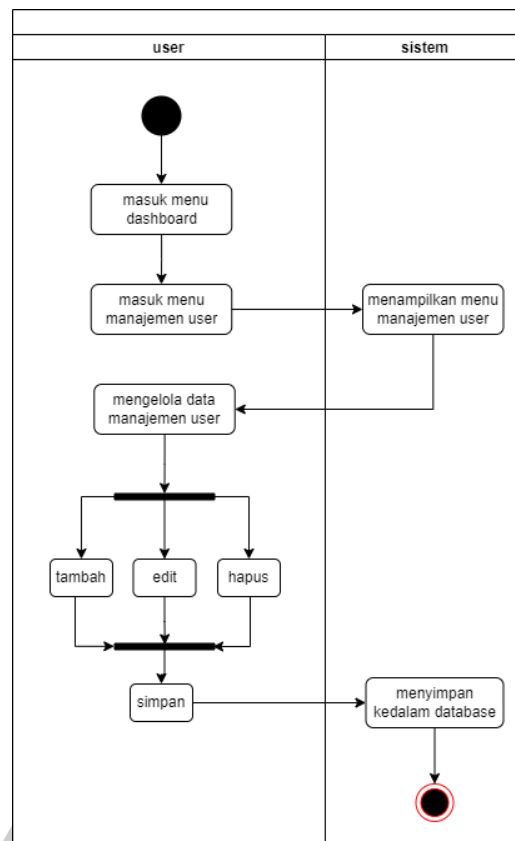 user
sistem
masuk menu
dashboard
masuk menu
manajemen user
menampilkan menu
manajemen user
mengelola data
manajemen user
tambah
edit
hapus
simpan
menyimpan
kedalam database